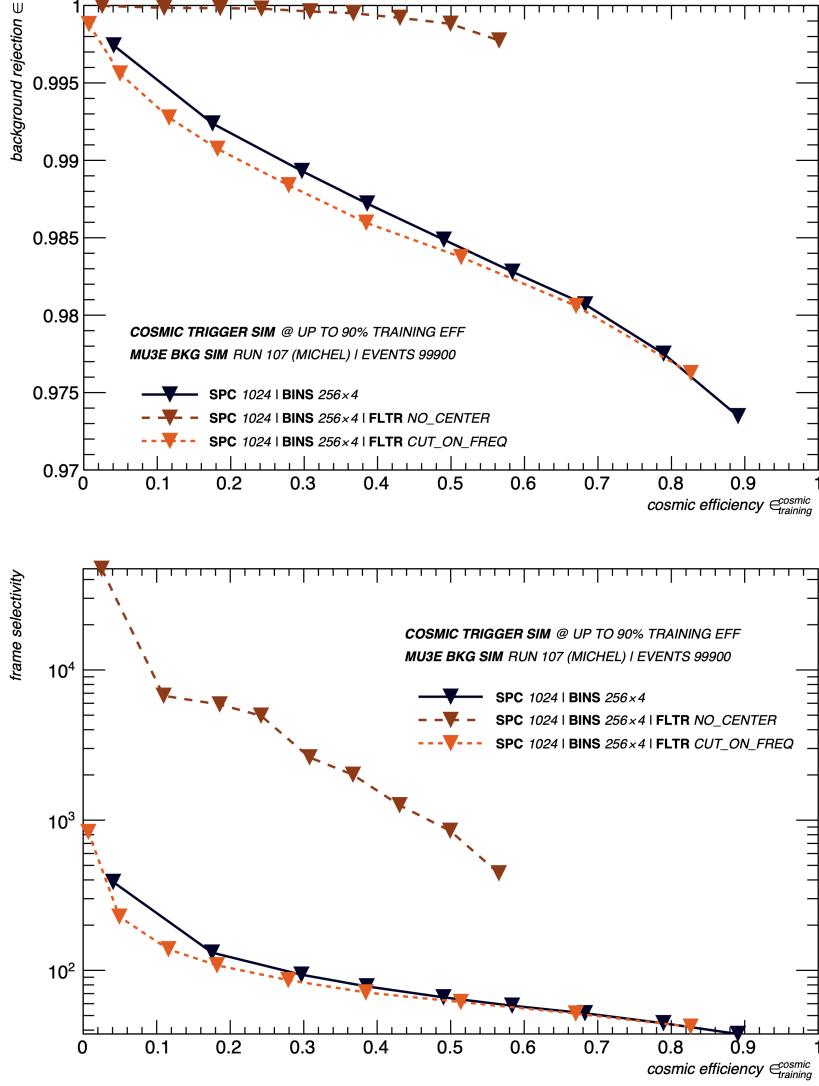 background rejection ∈
1
0.995
0.99
0.985
0.98
0.975
0.97
COSMIC TRIGGER SIM @ UP TO 90% TRAINING EFF
MU3E BKG SIM RUN 107 (MICHEL) | EVENTS 99900
SPC 1024 | BINS 256×4
SPC 1024 | BINS 256×4 | FLTR NO_CENTER
SPC 1024 | BINS 256×4 | FLTR CUT_ON_FREQ
0 0.1 0.2 0.3 0.4 0.5 0.6 0.7 0.8 0.9 1
cosmic efficiency ∈cosmic training
frame selectivity
10⁴
10³
10²
COSMIC TRIGGER SIM @ UP TO 90% TRAINING EFF
MU3E BKG SIM RUN 107 (MICHEL) | EVENTS 99900
SPC 1024 | BINS 256×4
SPC 1024 | BINS 256×4 | FLTR NO_CENTER
SPC 1024 | BINS 256×4 | FLTR CUT_ON_FREQ
0 0.1 0.2 0.3 0.4 0.5 0.6 0.7 0.8 0.9 1
cosmic efficiency ∈cosmic training